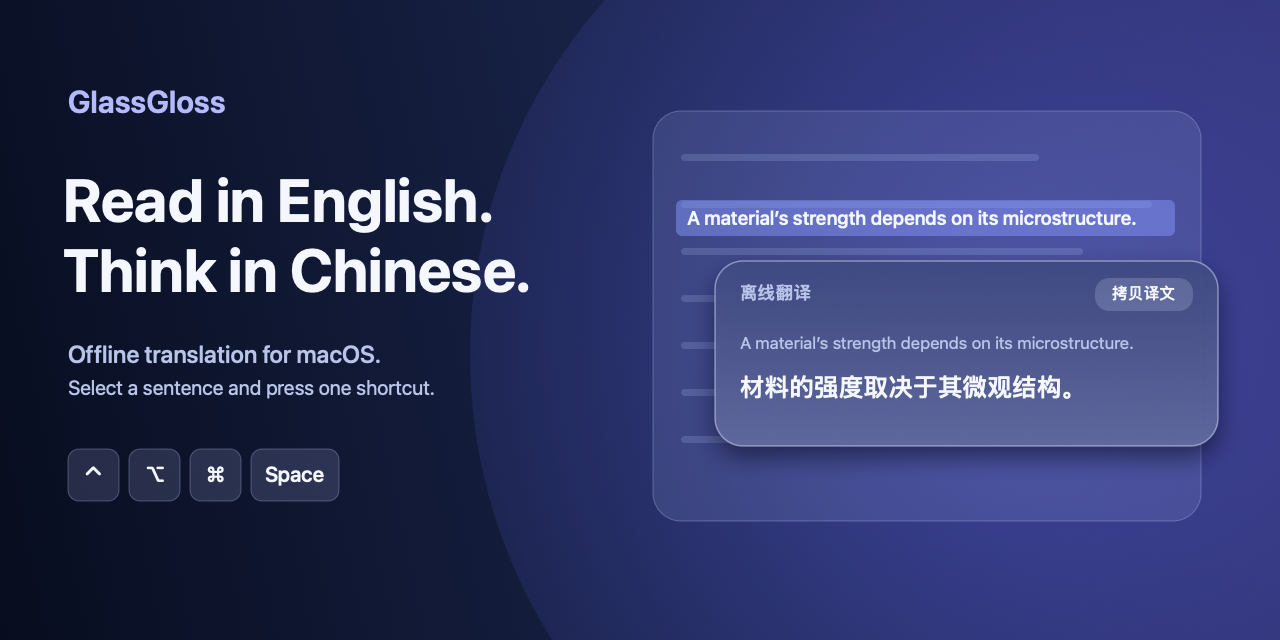 GlassGloss
Read in English.
Think in Chinese.
Offline translation for macOS.
Select a sentence and press one shortcut.
⌃ ⌥ ⌘ Space
A material’s strength depends on its microstructure.
离线翻译
拷贝译文
A material’s strength depends on its microstructure.
材料的强度取决于其微观结构。